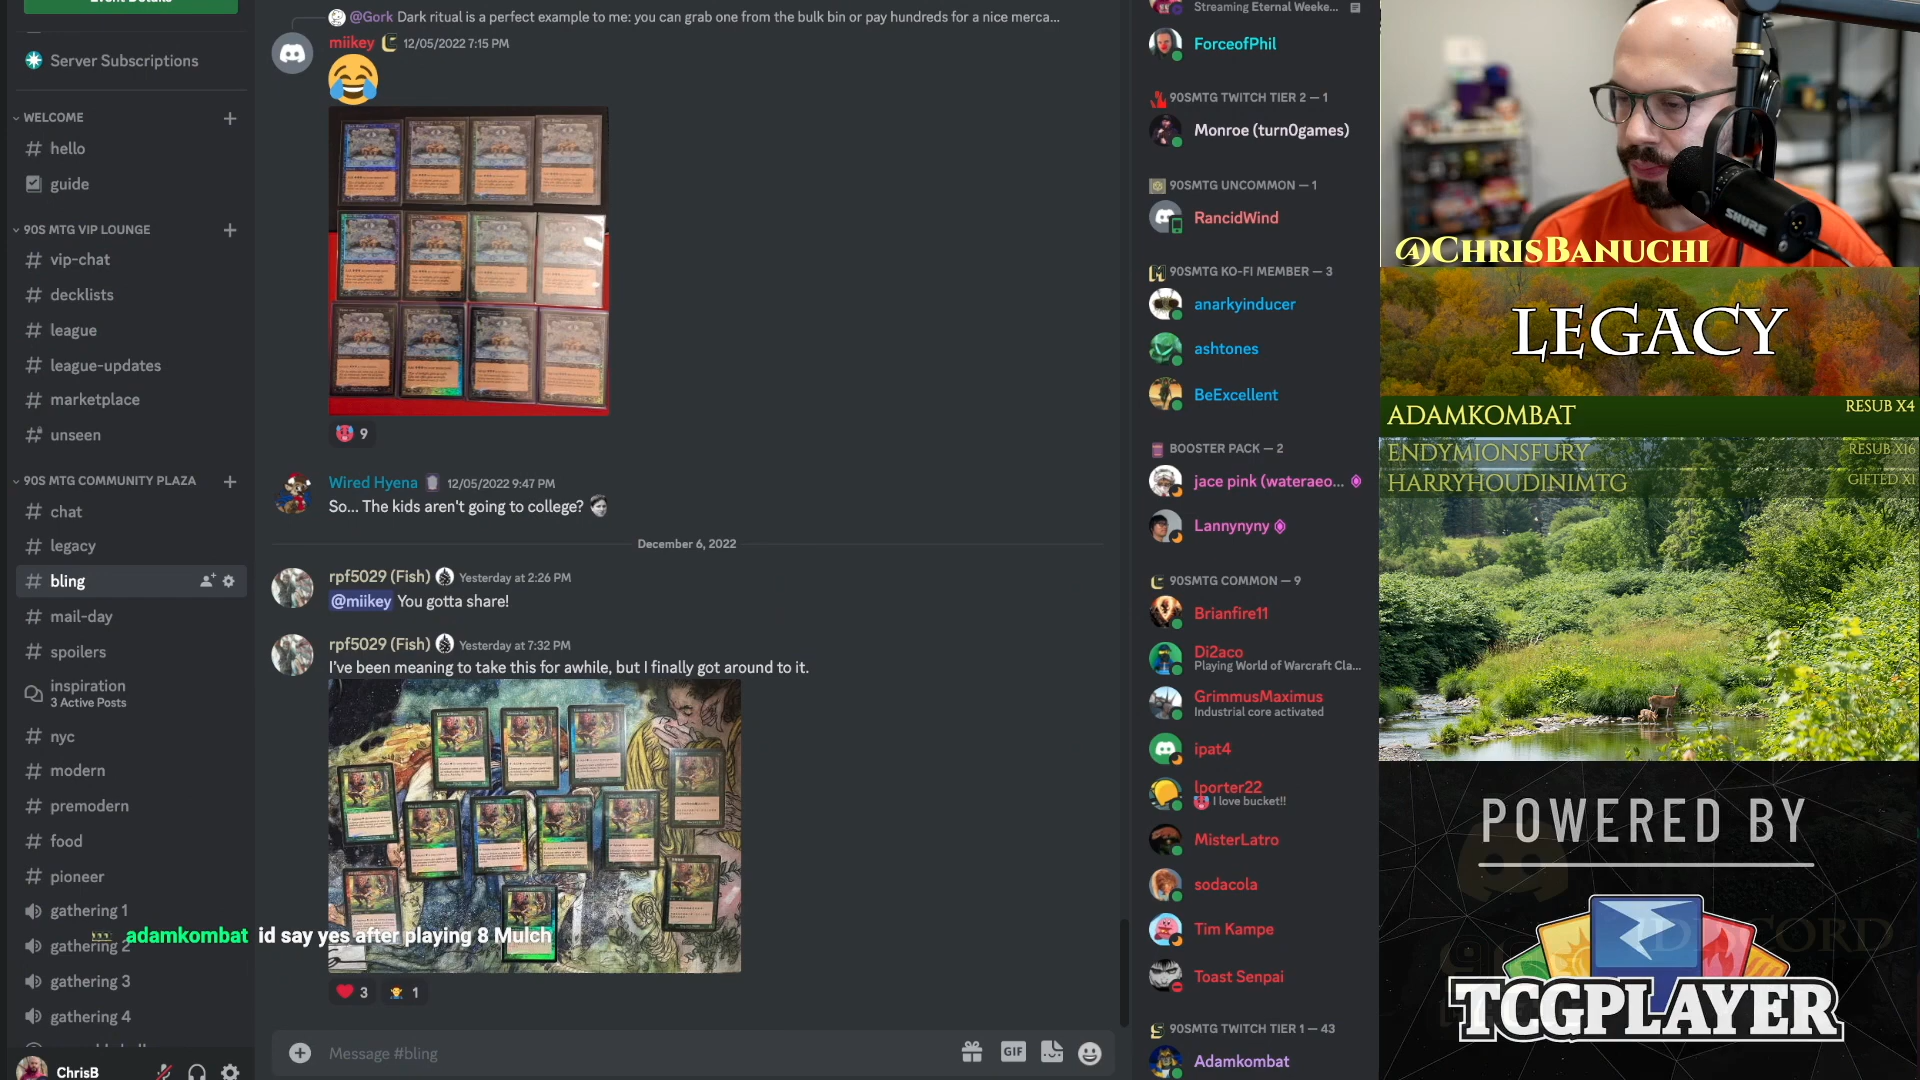 Event Details
Server Subscriptions
WELCOME
hello
guide
90S MTG VIP LOUNGE
vip-chat
decklists
league
league-updates
marketplace
unseen
90S MTG COMMUNITY PLAZA
chat
legacy
bling
mail-day
spoilers
inspiration
3 Active Posts
nyc
modern
premodern
food
pioneer
gathering 1
gathering 2
gathering 3
gathering 4
ChrisB
adamkombat id say yes after playing 8 Mulch
@Gork Dark ritual is a perfect example to me: you can grab one from the bulk bin or pay hundreds for a nice merca...
miikey 12/05/2022 7:15 PM
9
Wired Hyena 12/05/2022 9:47 PM
So... The kids aren't going to college?
December 6, 2022
rpf5029 (Fish) Yesterday at 2:26 PM
@miikey You gotta share!
rpf5029 (Fish) Yesterday at 7:32 PM
I've been meaning to take this for awhile, but I finally got around to it.
3 1
Message #bling
GIF
Streaming Eternal Weeke...
ForceofPhil
90SMTG TWITCH TIER 2 — 1
Monroe (turn0games)
90SMTG UNCOMMON — 1
RancidWind
90SMTG KO-FI MEMBER — 3
anarkyinducer
ashtones
BeExcellent
BOOSTER PACK — 2
jace pink (wateraeo...
Lannynyny
90SMTG COMMON — 9
Brianfire11
Di2aco
Playing World of Warcraft Cla...
GrimmusMaximus
Industrial core activated
ipat4
lporter22
I love bucket!!
MisterLatro
sodacola
Tim Kampe
Toast Senpai
90SMTG TWITCH TIER 1 — 43
Adamkombat
SHURE
@CHRISBANUCHI
LEGACY
ADAMKOMBAT RESUB X4
ENDYMIONSFURY RESUB X16
HARRYHOUDINIMTG GIFTED X1
POWERED BY
TCGPLAYER